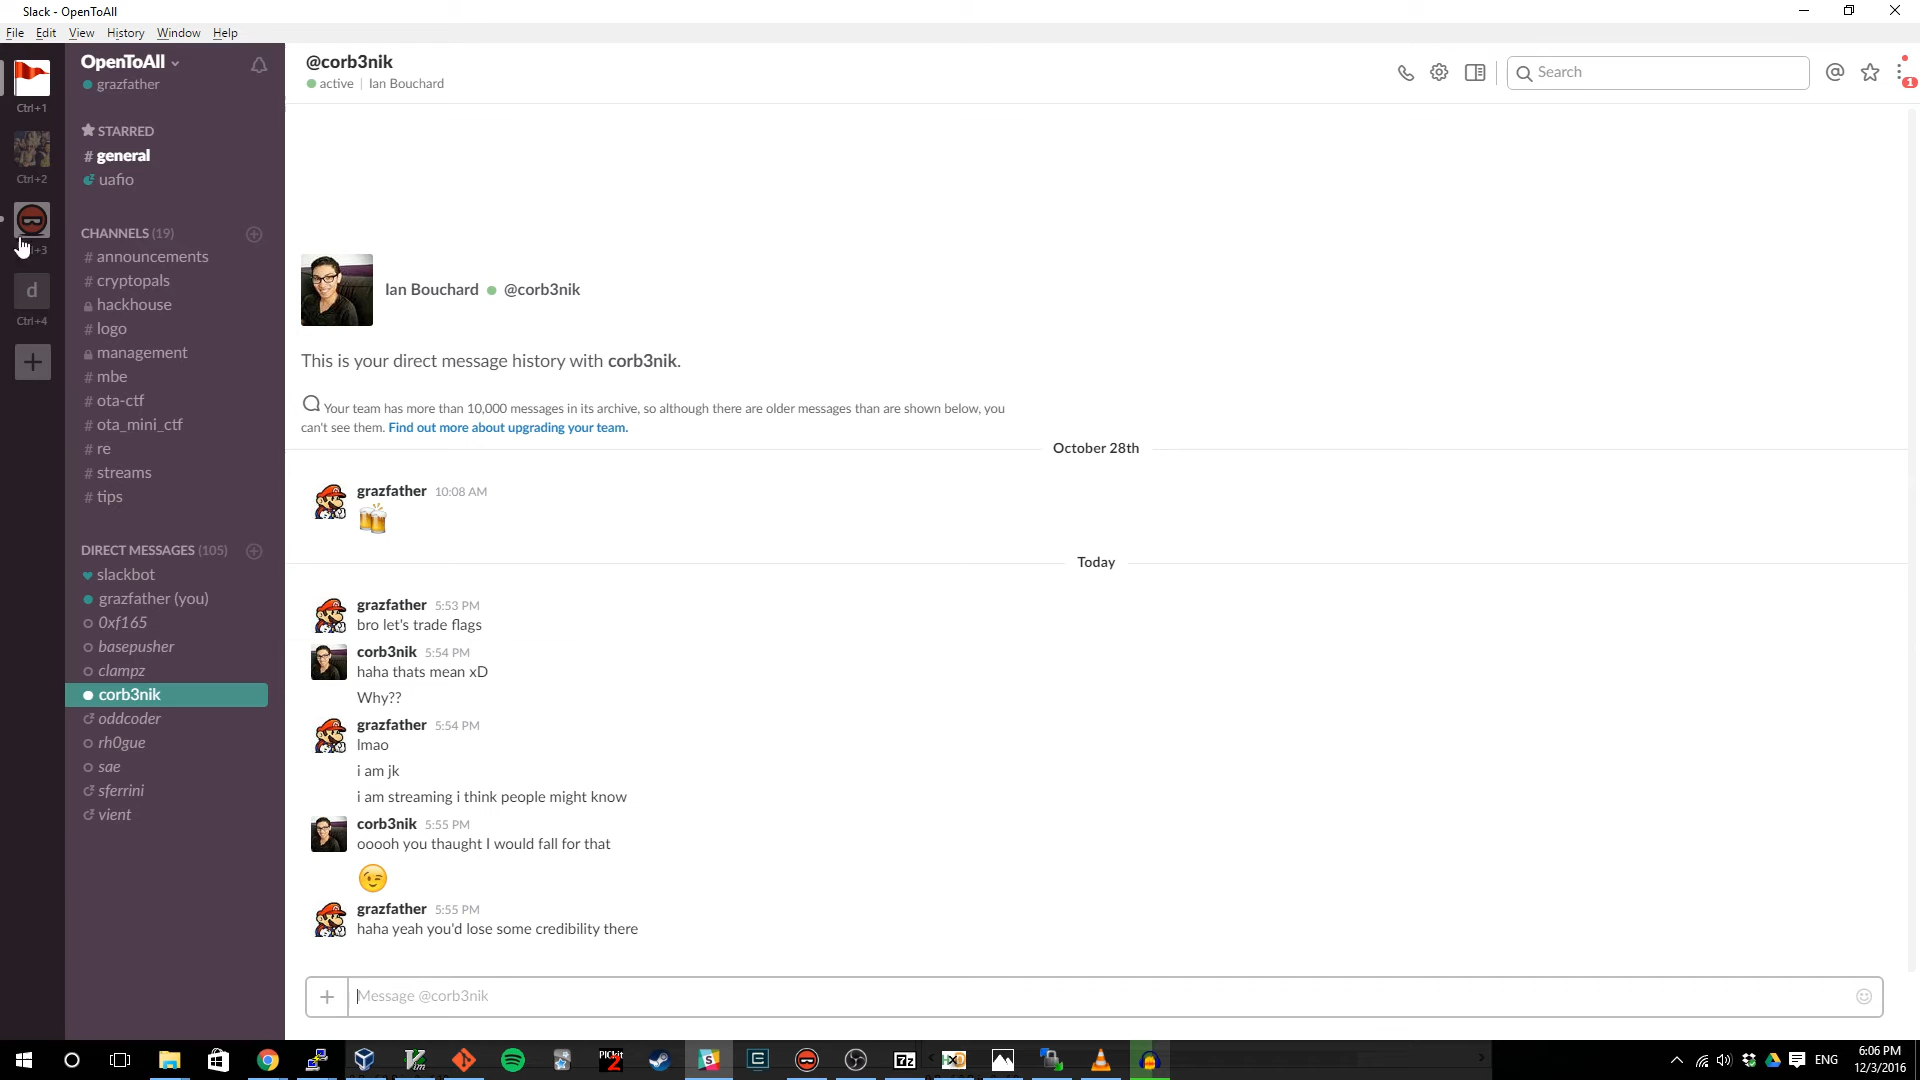 Slack - OpenToAll
File Edit View History Window Help
OpenToAll
grazfather
Ctrl+1
Ctrl+2
+3
d
Ctrl+4
STARRED
# general
uafio
CHANNELS (19)
# announcements
# cryptopals
hackhouse
# logo
management
# mbe
# ota-ctf
# ota_mini_ctf
# re
# streams
# tips
DIRECT MESSAGES (105)
slackbot
grazfather (you)
0xf165
basepusher
clampz
corb3nik
oddcoder
rh0gue
sae
sferrini
vient
@corb3nik
active | Ian Bouchard
Search
1
Ian Bouchard @corb3nik
This is your direct message history with corb3nik.
Your team has more than 10,000 messages in its archive, so although there are older messages than are shown below, you
can't see them. Find out more about upgrading your team.
October 28th
grazfather 10:08 AM
Today
grazfather 5:53 PM
bro let's trade flags
corb3nik 5:54 PM
haha thats mean xD
Why??
grazfather 5:54 PM
lmao
i am jk
i am streaming i think people might know
corb3nik 5:55 PM
ooooh you thaught I would fall for that
grazfather 5:55 PM
haha yeah you'd lose some credibility there
Message @corb3nik
PICkit
7z
ENG
6:06 PM
12/3/2016